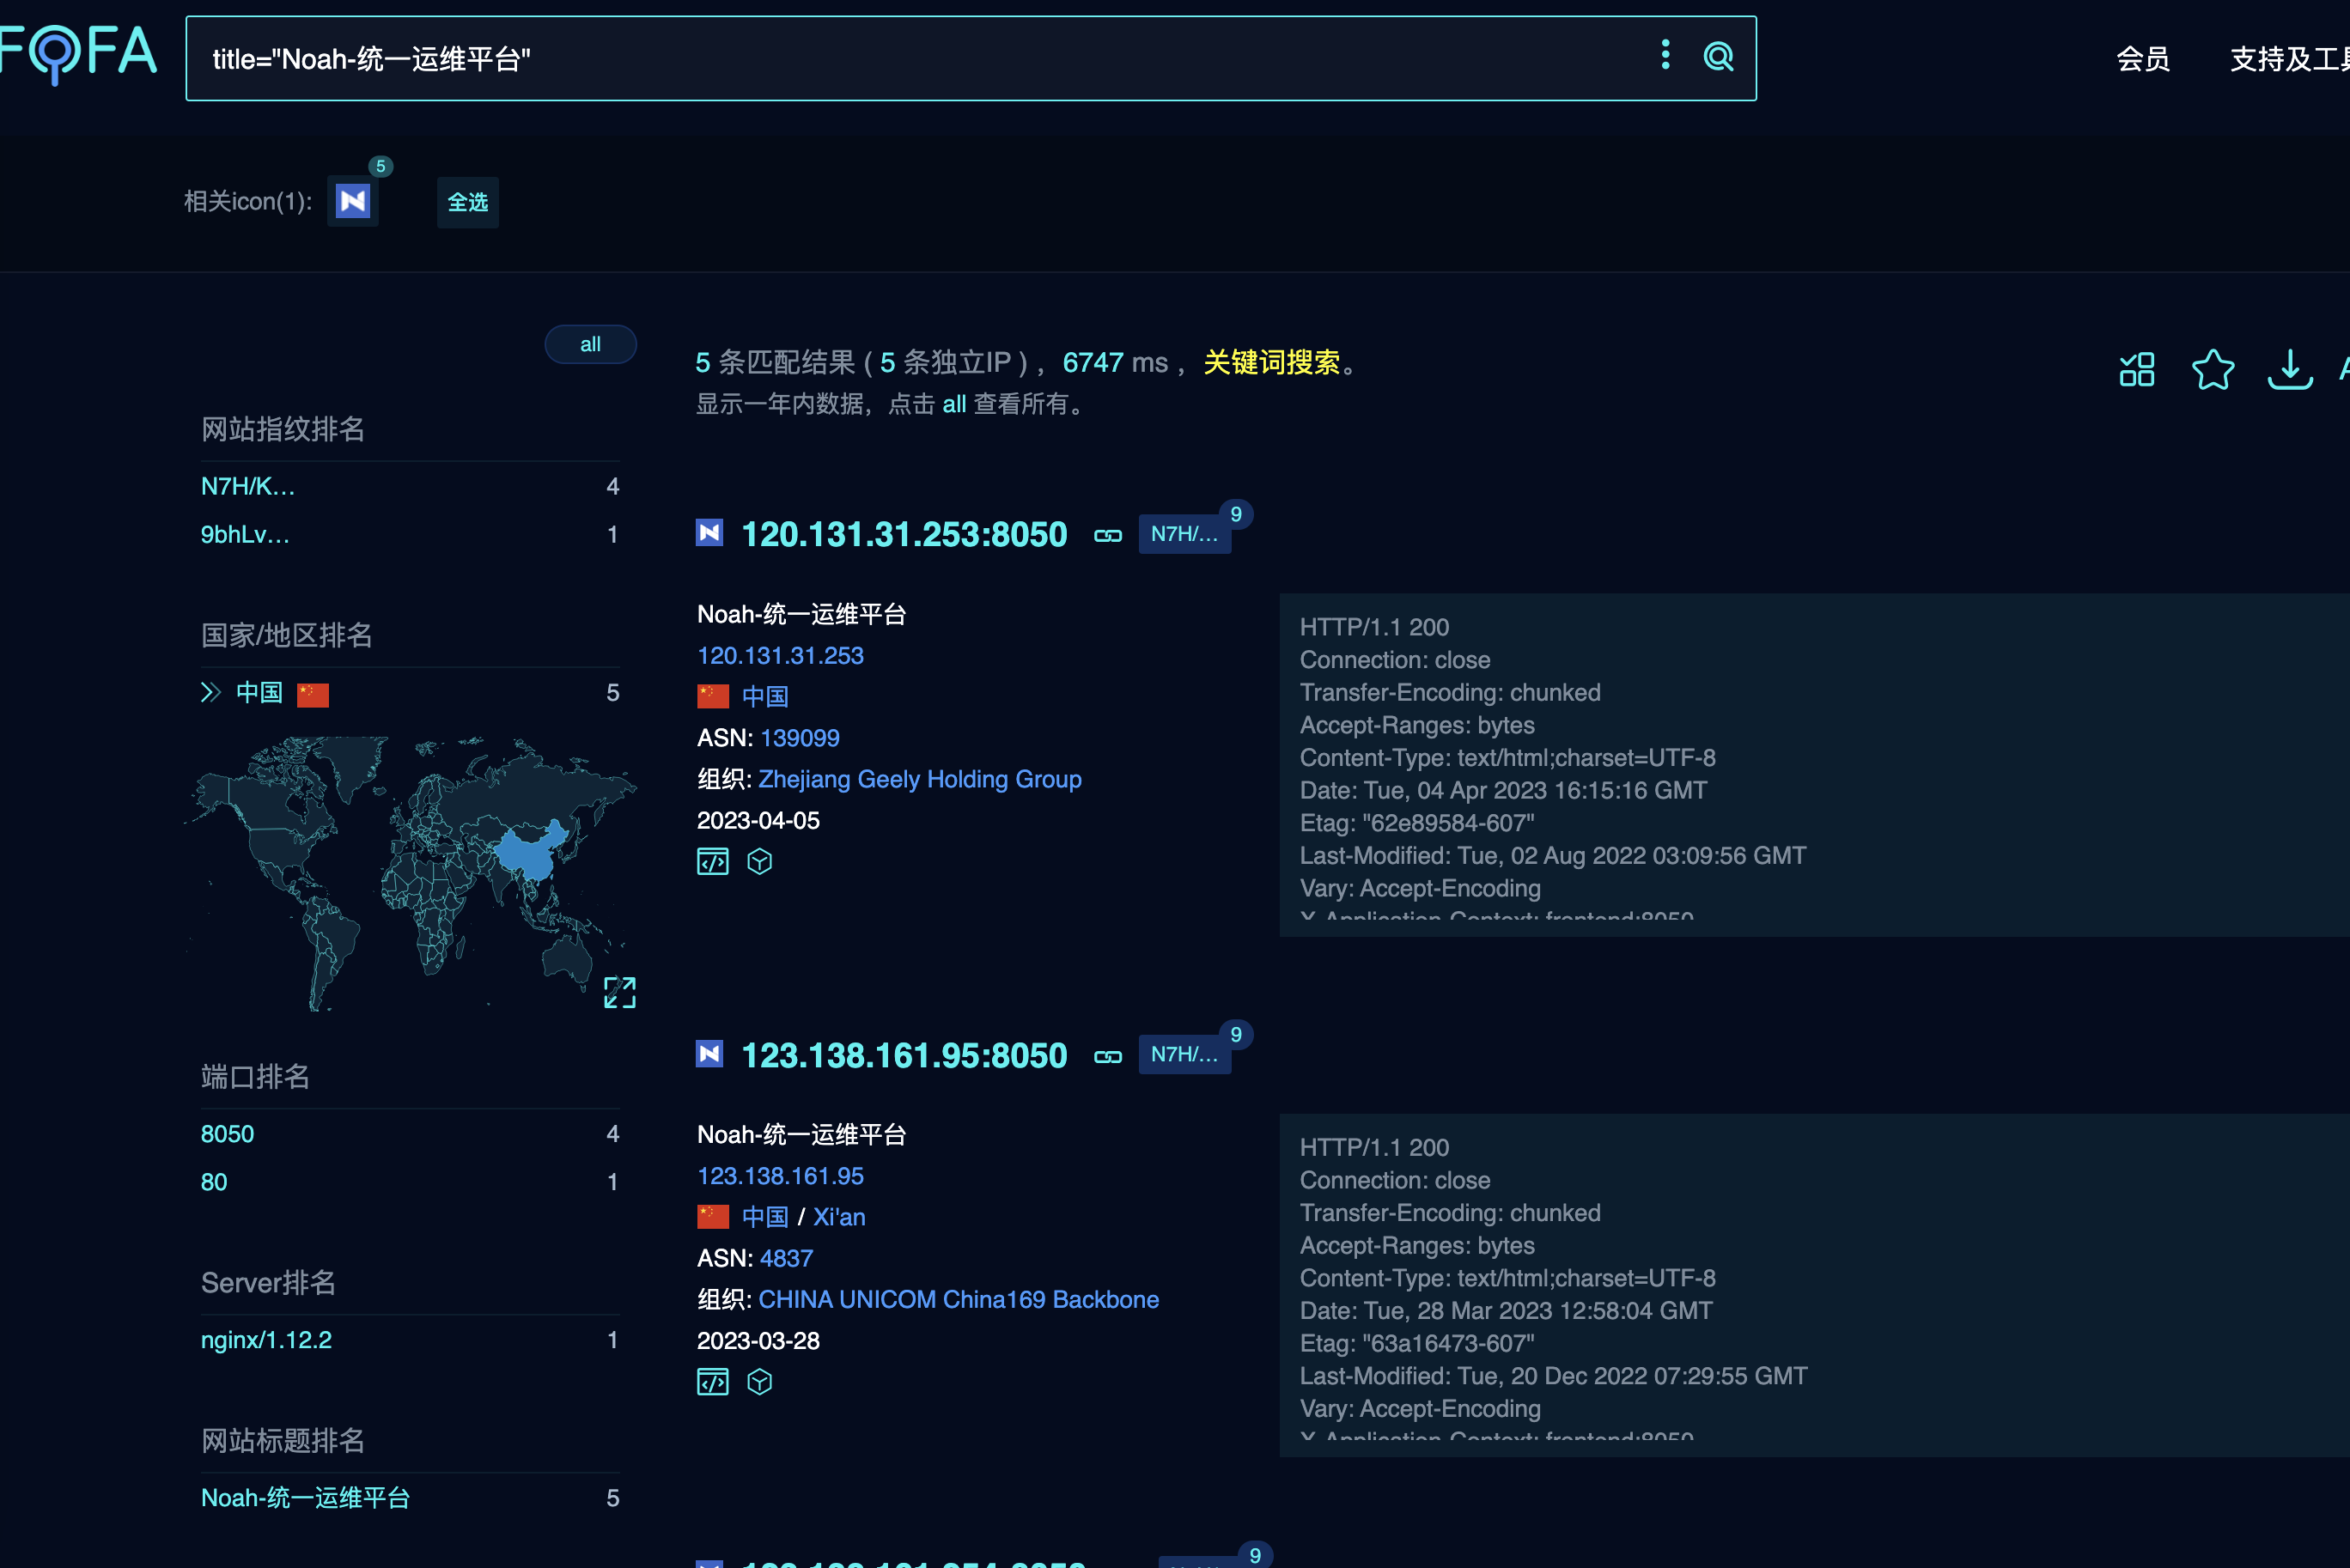 FOFA
title="Noah-统一运维平台"
会员
支持及工
相关icon(1):
5
全选
all
5 条匹配结果 ( 5 条独立IP ) ，6747 ms ，关键词搜索。
显示一年内数据，点击 all 查看所有。
网站指纹排名
N7H/K... 4
9bhLv... 1
国家/地区排名
中国 5
端口排名
8050 4
80 1
Server排名
nginx/1.12.2 1
网站标题排名
Noah-统一运维平台 5
120.131.31.253:8050
N7H/...
9
Noah-统一运维平台
120.131.31.253
中国
ASN: 139099
组织: Zhejiang Geely Holding Group
2023-04-05
HTTP/1.1 200
Connection: close
Transfer-Encoding: chunked
Accept-Ranges: bytes
Content-Type: text/html;charset=UTF-8
Date: Tue, 04 Apr 2023 16:15:16 GMT
Etag: "62e89584-607"
Last-Modified: Tue, 02 Aug 2022 03:09:56 GMT
Vary: Accept-Encoding
X-Application-Context: frontend:8050
123.138.161.95:8050
N7H/...
9
Noah-统一运维平台
123.138.161.95
中国 / Xi'an
ASN: 4837
组织: CHINA UNICOM China169 Backbone
2023-03-28
HTTP/1.1 200
Connection: close
Transfer-Encoding: chunked
Accept-Ranges: bytes
Content-Type: text/html;charset=UTF-8
Date: Tue, 28 Mar 2023 12:58:04 GMT
Etag: "63a16473-607"
Last-Modified: Tue, 20 Dec 2022 07:29:55 GMT
Vary: Accept-Encoding
X-Application-Context: frontend:8050
9